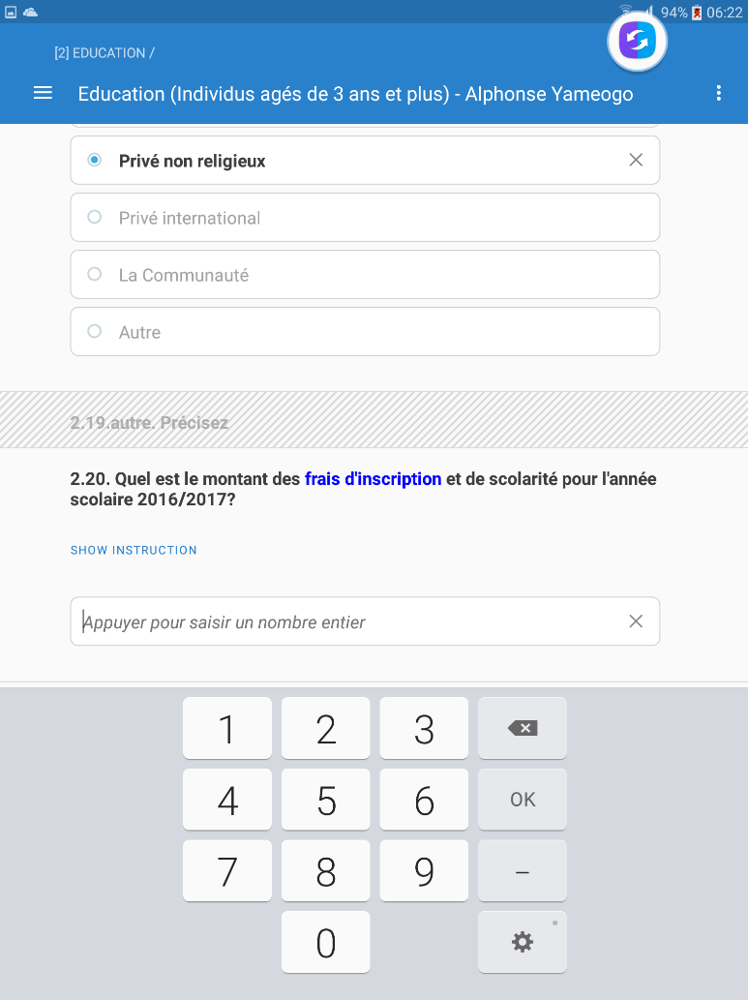 94% 06:22
[2] EDUCATION /
Education (Individus agés de 3 ans et plus) - Alphonse Yameogo
Privé non religieux
Privé international
La Communauté
Autre
2.19.autre. Précisez
2.20. Quel est le montant des frais d'inscription et de scolarité pour l'année
scolaire 2016/2017?
SHOW INSTRUCTION
Appuyer pour saisir un nombre entier
1 2 3
4 5 6 OK
7 8 9 –
0